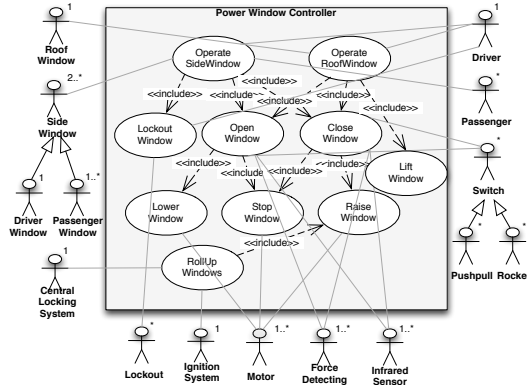 Power Window Controller
1
Roof
Window
2..*
Side
Window
1
Driver
Window
1..*
Passenger
Window
1
Central
Locking
System
Operate
SideWindow
Operate
RoofWindow
<<include>>
<<include>>
<<include>>
<<include>>
Lockout
Window
Open
Window
Close
Window
Lift
Window
<<include>>
<<include>>
<<include>>
<<include>>
Lower
Window
Stop
Window
Raise
Window
RollUp
Windows
<<include>>
1
Driver
*
Passenger
*
Switch
*
Pushpull
*
Rocke
*
Lockout
1
Ignition
System
1..*
Motor
1..*
Force
Detecting
1..*
Infrared
Sensor